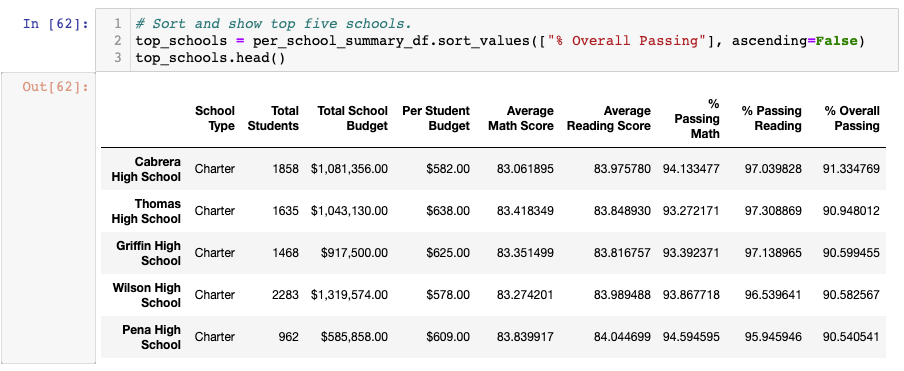 In [62]:
1 # Sort and show top five schools.
2 top_schools = per_school_summary_df.sort_values(["% Overall Passing"], ascending=False)
3 top_schools.head()
Out[62]:
School Type Total Students Total School Budget Per Student Budget Average Math Score Average Reading Score % Passing Math % Passing Reading % Overall Passing
Cabrera High School Charter 1858 $1,081,356.00 $582.00 83.061895 83.975780 94.133477 97.039828 91.334769
Thomas High School Charter 1635 $1,043,130.00 $638.00 83.418349 83.848930 93.272171 97.308869 90.948012
Griffin High School Charter 1468 $917,500.00 $625.00 83.351499 83.816757 93.392371 97.138965 90.599455
Wilson High School Charter 2283 $1,319,574.00 $578.00 83.274201 83.989488 93.867718 96.539641 90.582567
Pena High School Charter 962 $585,858.00 $609.00 83.839917 84.044699 94.594595 95.945946 90.540541